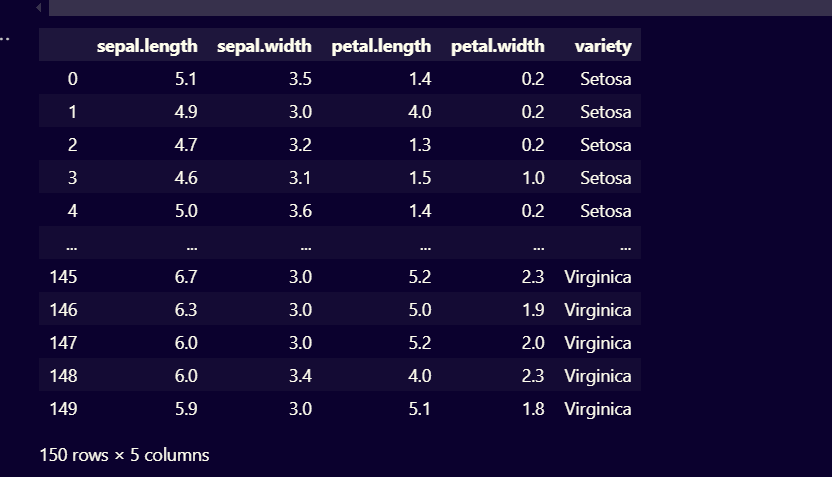 sepal.length sepal.width petal.length petal.width variety
0 5.1 3.5 1.4 0.2 Setosa
1 4.9 3.0 4.0 0.2 Setosa
2 4.7 3.2 1.3 0.2 Setosa
3 4.6 3.1 1.5 1.0 Setosa
4 5.0 3.6 1.4 0.2 Setosa
... ... ... ... ... ...
145 6.7 3.0 5.2 2.3 Virginica
146 6.3 3.0 5.0 1.9 Virginica
147 6.0 3.0 5.2 2.0 Virginica
148 6.0 3.4 4.0 2.3 Virginica
149 5.9 3.0 5.1 1.8 Virginica
150 rows × 5 columns